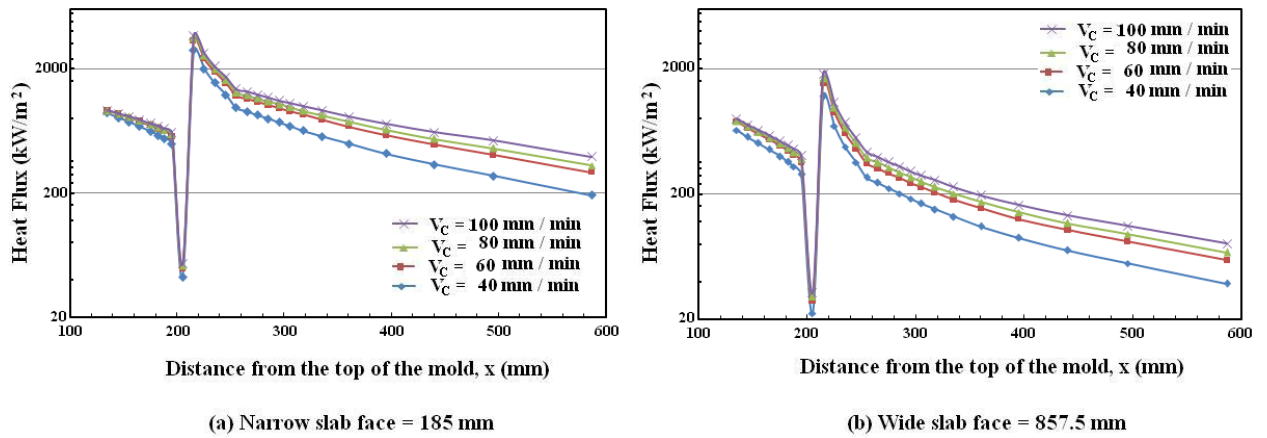 Heat Flux (kW/m²)
2000
200
20
100
200
300
400
500
600
V_C = 100 mm / min
V_C = 80 mm / min
V_C = 60 mm / min
V_C = 40 mm / min
Distance from the top of the mold, x (mm)
(a) Narrow slab face = 185 mm
Heat Flux (kW/m²)
2000
200
20
100
200
300
400
500
600
V_C = 100 mm / min
V_C = 80 mm / min
V_C = 60 mm / min
V_C = 40 mm / min
Distance from the top of the mold, x (mm)
(b) Wide slab face = 857.5 mm